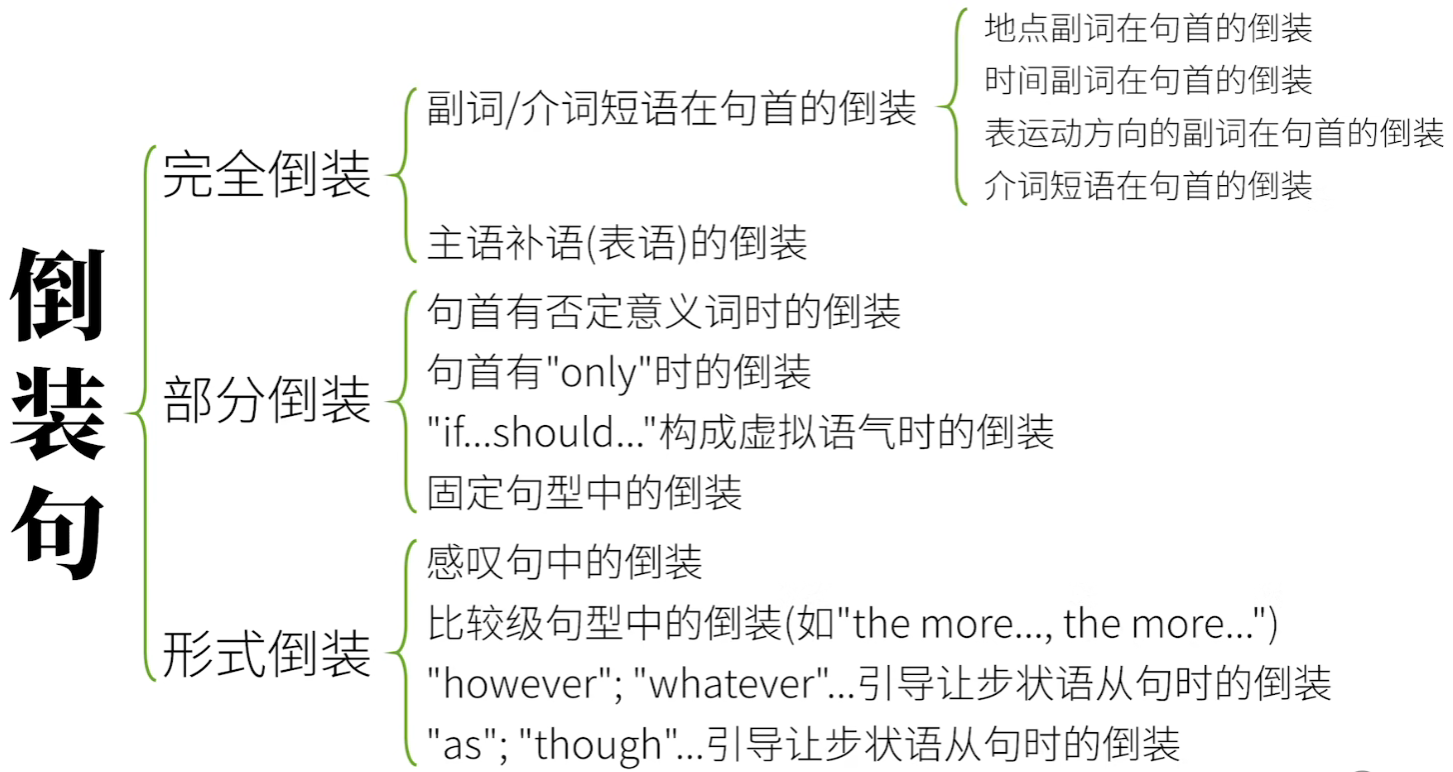 倒装句
完全倒装
副词/介词短语在句首的倒装
地点副词在句首的倒装
时间副词在句首的倒装
表运动方向的副词在句首的倒装
介词短语在句首的倒装
主语补语(表语)的倒装
部分倒装
句首有否定意义词时的倒装
句首有"only"时的倒装
"if...should..."构成虚拟语气时的倒装
固定句型中的倒装
形式倒装
感叹句中的倒装
比较级句型中的倒装(如"the more..., the more...")
"however"; "whatever"...引导让步状语从句时的倒装
"as"; "though"...引导让步状语从句时的倒装